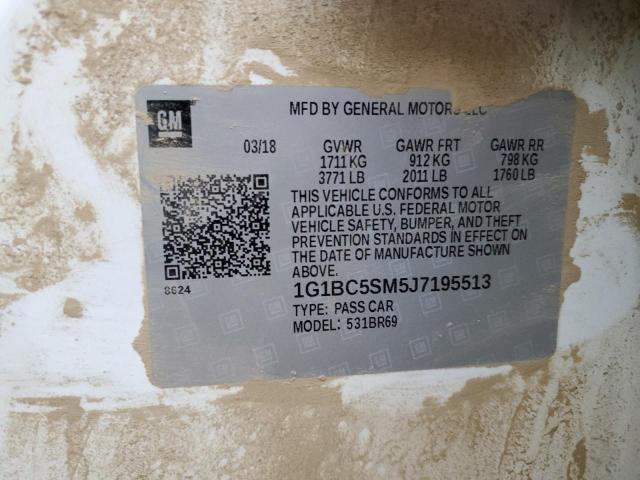 GM
MFD BY GENERAL MOTORS LLC
03/18 GVWR GAWR FRT GAWR RR
1711 KG 912 KG 798 KG
3771 LB 2011 LB 1760 LB
THIS VEHICLE CONFORMS TO ALL
APPLICABLE U.S. FEDERAL MOTOR
VEHICLE SAFETY, BUMPER, AND THEFT
PREVENTION STANDARDS IN EFFECT ON
THE DATE OF MANUFACTURE SHOWN
ABOVE.
8624
1G1BC5SM5J7195513
TYPE: PASS CAR
MODEL: 531BR69